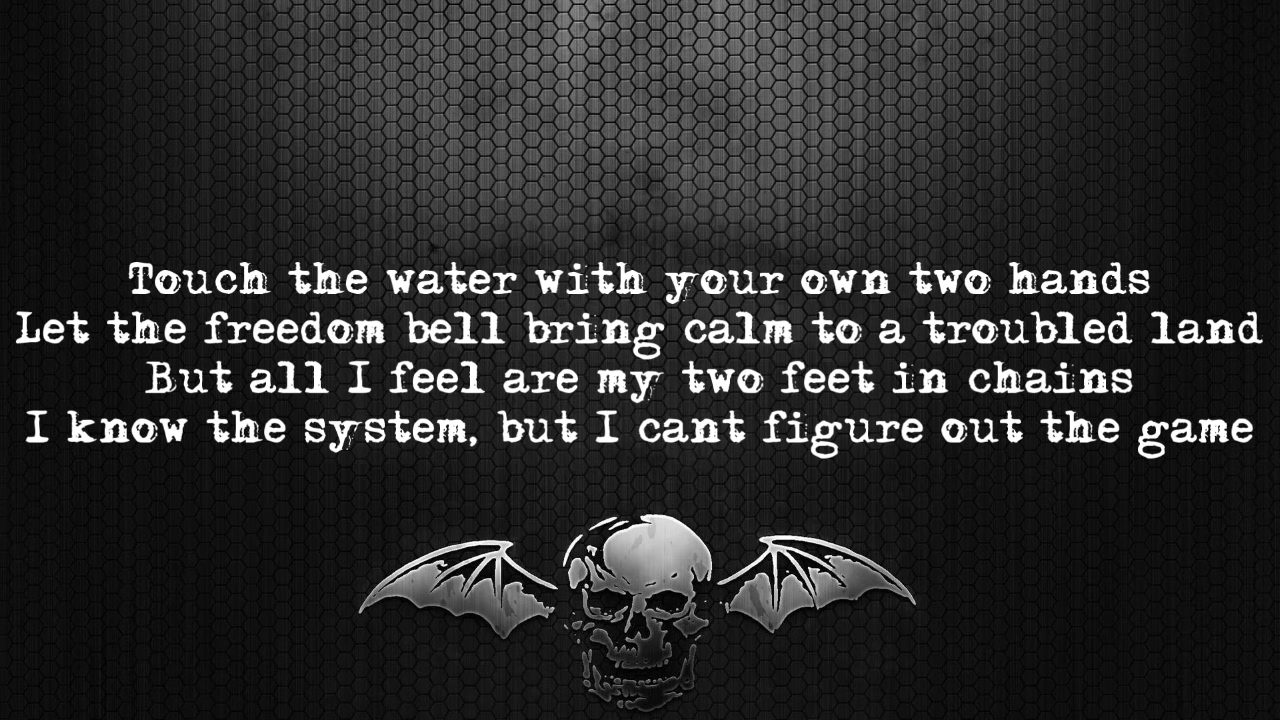 Touch the water with your own two hands
Let the freedom bell bring calm to a troubled land
But all I feel are my two feet in chains
I know the system, but I cant figure out the game